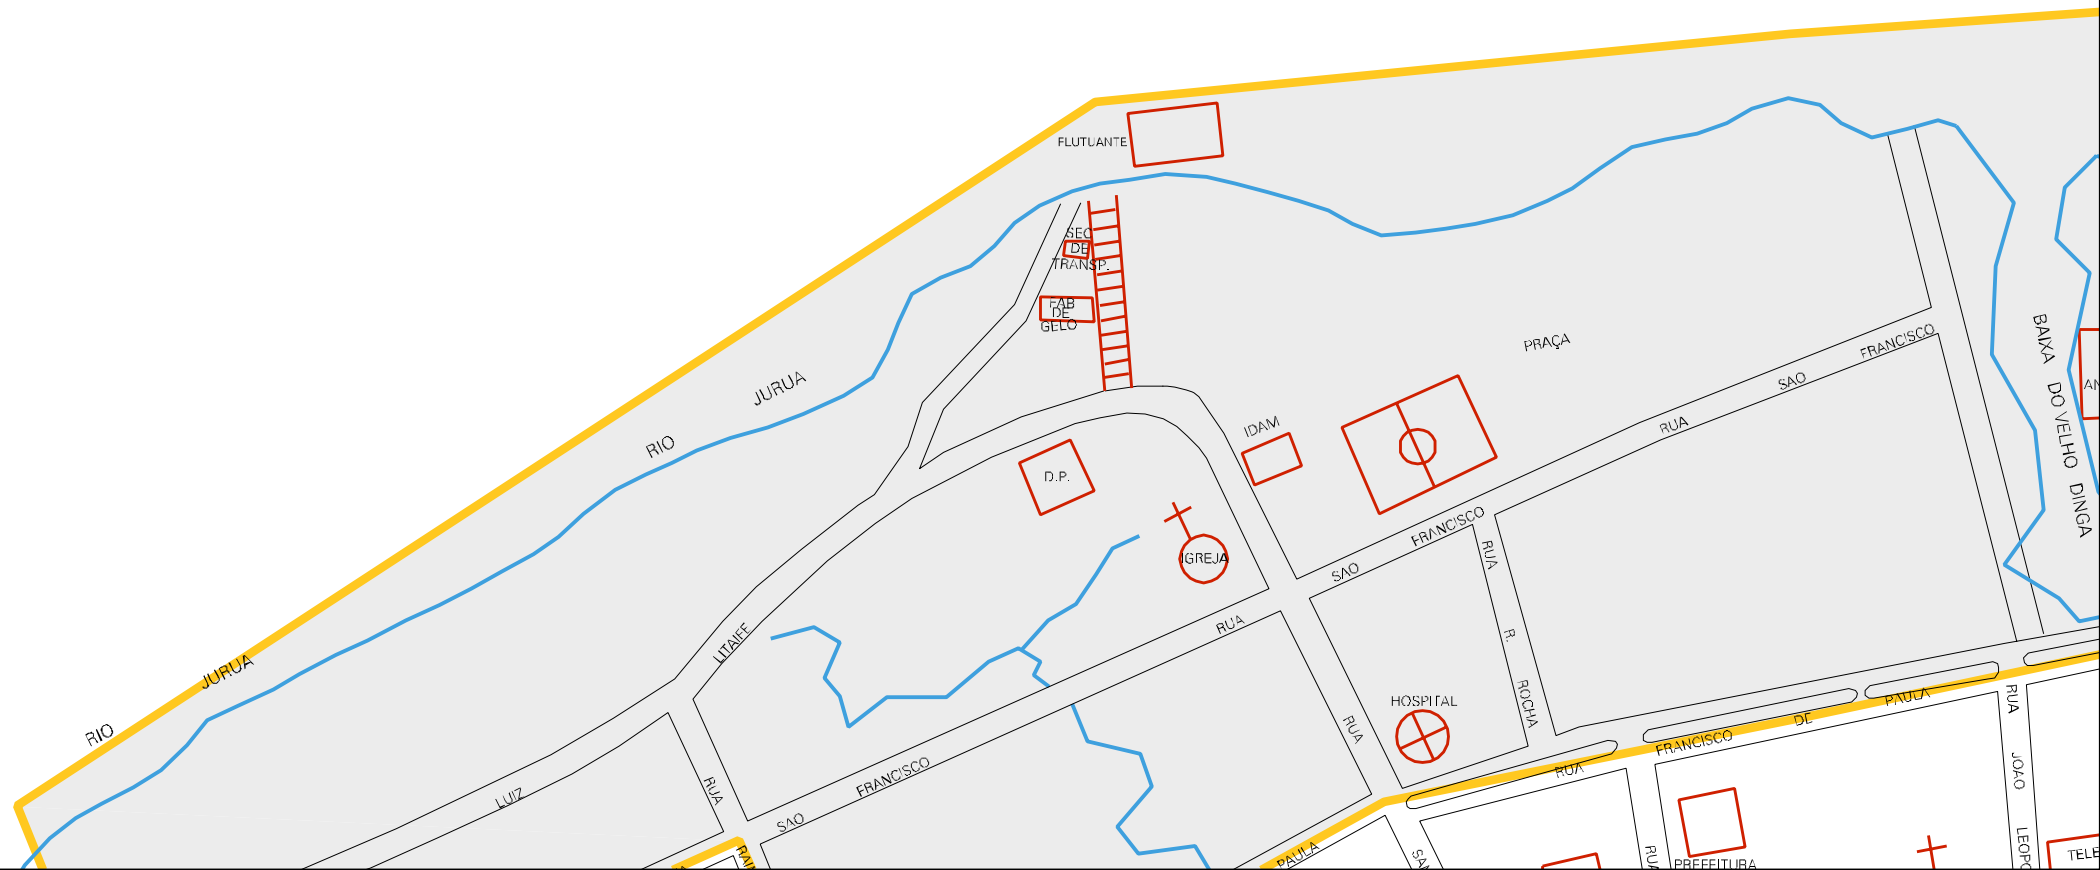 FLUTUANTE
SEC
DE
TRANSP.
FAB
DE
GELO
PRAÇA
RUA SAO FRANCISCO
BAIXA DO VELHO DINGA
RIO JURUA
IDAM
D.P.
IGREJA
SAO FRANCISCO
RUA R. ROCHA
RUA
LUIZ LITAIFE
RIO JURUA
HOSPITAL
RUA
RUA
SAO FRANCISCO
RUA FRANCISCO DE PAULA
RUA JOAO
PAULA
RUA
PREFEITURA